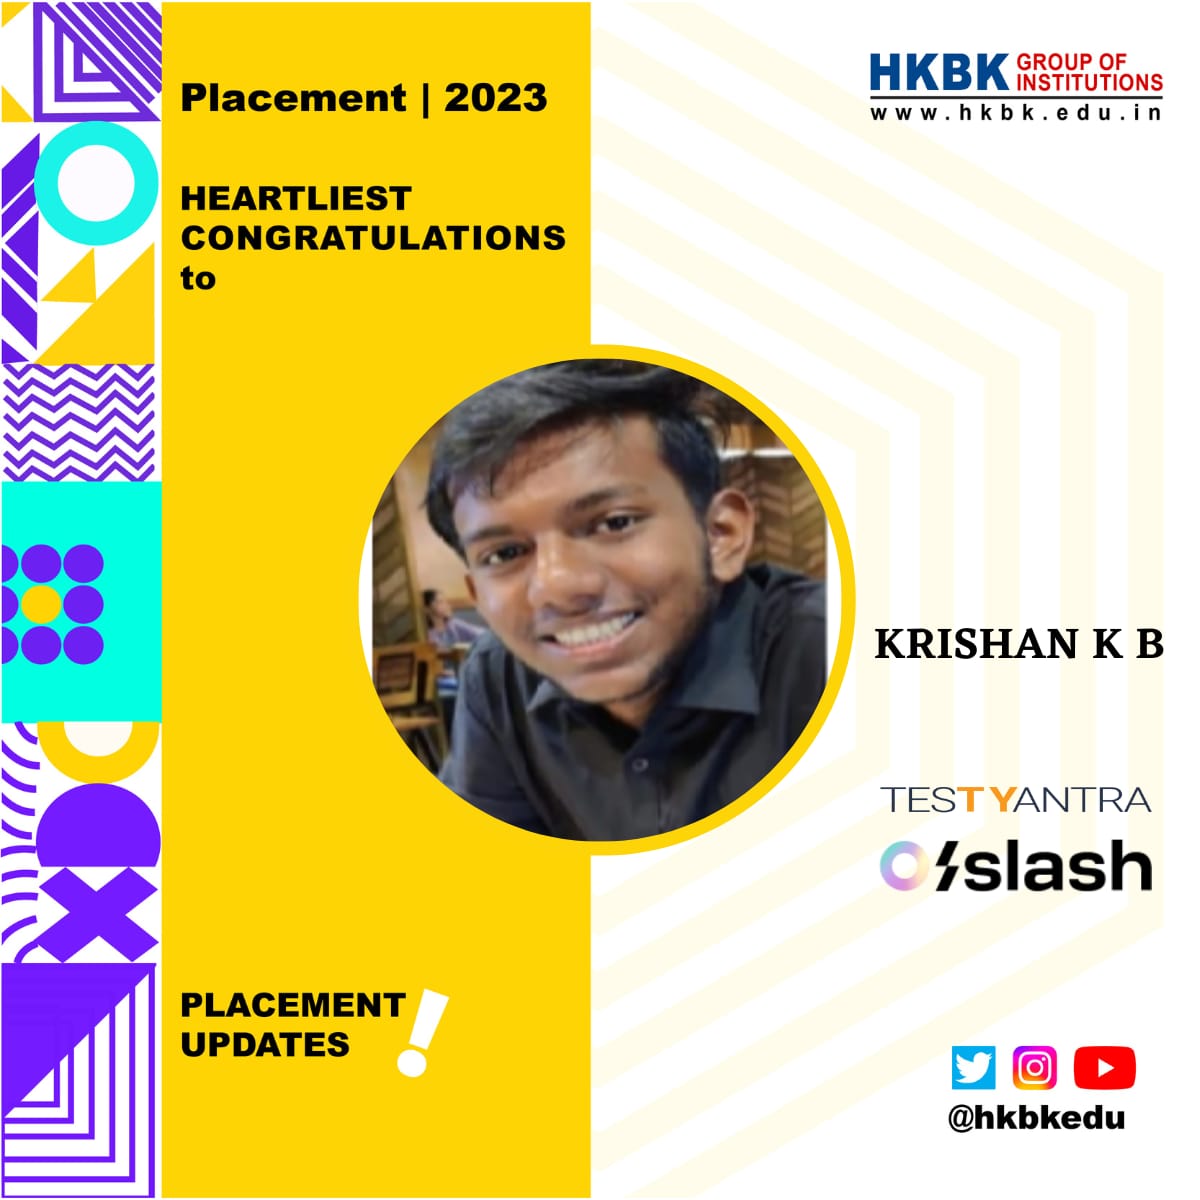 Placement | 2023
HKBK GROUP OF INSTITUTIONS
www.hkbk.edu.in
HEARTLIEST
CONGRATULATIONS
to
KRISHAN K B
TESTYANTRA
O/slash
PLACEMENT
UPDATES !
@hkbkedu